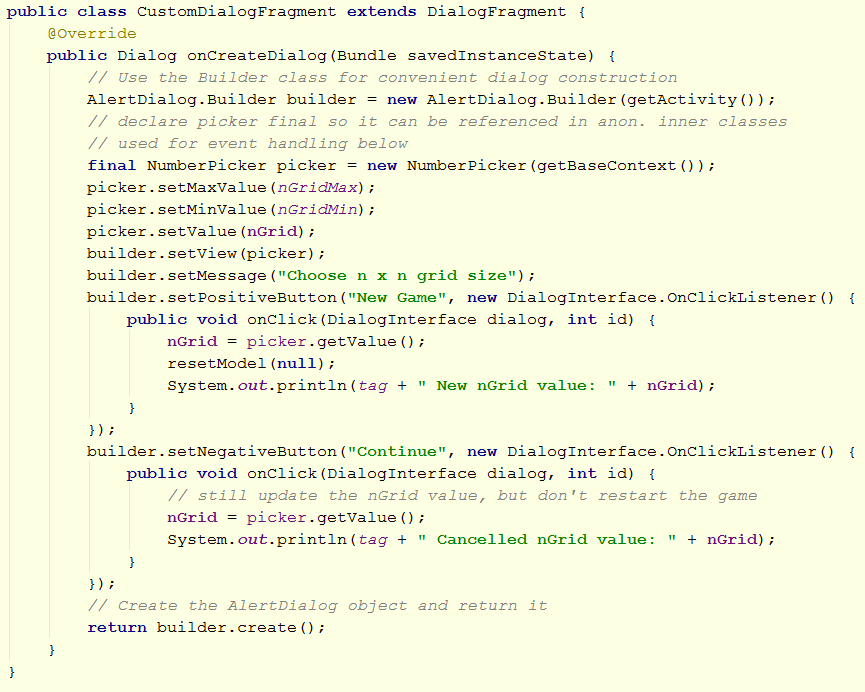 public class CustomDialogFragment extends DialogFragment {
    @Override
    public Dialog onCreateDialog(Bundle savedInstanceState) {
        // Use the Builder class for convenient dialog construction
        AlertDialog.Builder builder = new AlertDialog.Builder(getActivity());
        // declare picker final so it can be referenced in anon. inner classes
        // used for event handling below
        final NumberPicker picker = new NumberPicker(getBaseContext());
        picker.setMaxValue(nGridMax);
        picker.setMinValue(nGridMin);
        picker.setValue(nGrid);
        builder.setView(picker);
        builder.setMessage("Choose n x n grid size");
        builder.setPositiveButton("New Game", new DialogInterface.OnClickListener() {
            public void onClick(DialogInterface dialog, int id) {
                nGrid = picker.getValue();
                resetModel(null);
                System.out.println(tag + " New nGrid value: " + nGrid);
            }
        });
        builder.setNegativeButton("Continue", new DialogInterface.OnClickListener() {
            public void onClick(DialogInterface dialog, int id) {
                // still update the nGrid value, but don't restart the game
                nGrid = picker.getValue();
                System.out.println(tag + " Cancelled nGrid value: " + nGrid);
            }
        });
        // Create the AlertDialog object and return it
        return builder.create();
    }
}